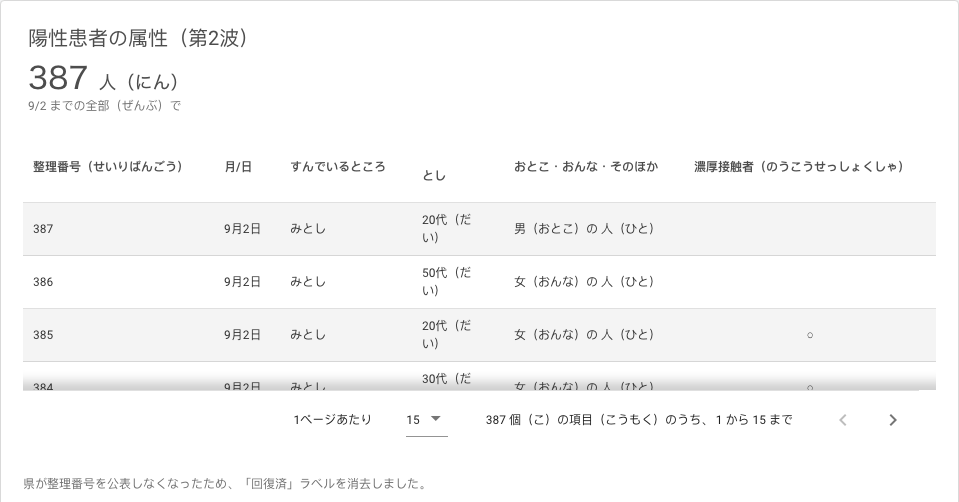 陽性患者の属性（第2波）
387 人（にん）
9/2 までの全部（ぜんぶ）で
整理番号（せいりばんごう） 月/日 すんでいるところ とし おとこ・おんな・そのほか 濃厚接触者（のうこうせっしょくしゃ）
387 9月2日 みとし 20代（だい） 男（おとこ）の 人（ひと）
386 9月2日 みとし 50代（だい） 女（おんな）の 人（ひと）
385 9月2日 みとし 20代（だい） 女（おんな）の 人（ひと） ○
384 9月2日 みとし 30代（だ 女（おんな）の 人（ひと） ○
1ページあたり 15 387 個（こ）の項目（こうもく）のうち、1 から 15 まで
県が整理番号を公表しなくなったため、「回復済」ラベルを消去しました。